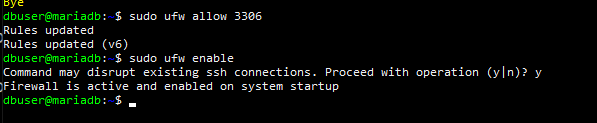 Bye
dbuser@mariadb:~$ sudo ufw allow 3306
Rules updated
Rules updated (v6)
dbuser@mariadb:~$ sudo ufw enable
Command may disrupt existing ssh connections. Proceed with operation (y|n)? y
Firewall is active and enabled on system startup
dbuser@mariadb:~$